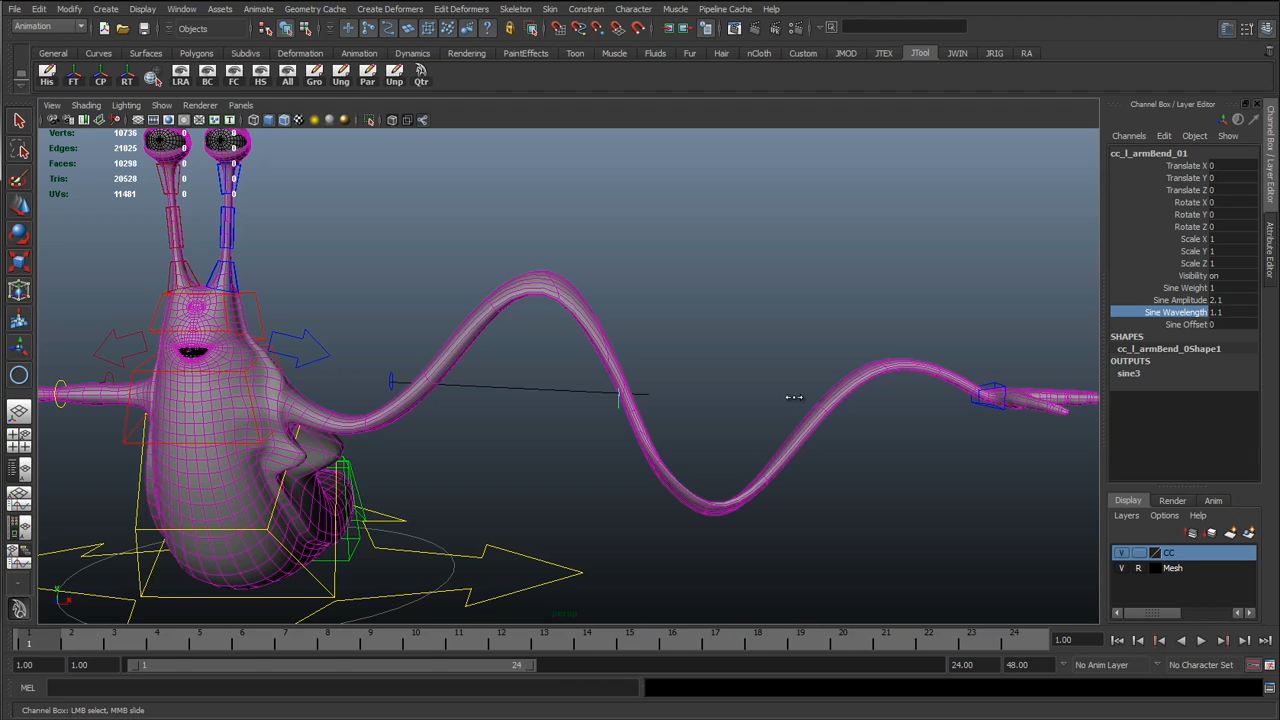 File Edit Modify Create Display Window Assets Animate Geometry Cache Create Deformers Edit Deformers Skeleton Skin Constrain Character Muscle Pipeline Cache Help
Animation Objects
General Curves Surfaces Polygons Subdivs Deformation Animation Dynamics Rendering PaintEffects Toon Muscle Fluids Fur Hair nCloth Custom JMOD JTEX JTool JWIN JRIG RA
His FT CP RT LRA BC FC HS All Gro Ung Par Unp Qtr
View Shading Lighting Show Renderer Panels
Verts: 10736 0 0
Edges: 21025 0 0
Faces: 10298 0 0
Tris: 20528 0 0
UVs: 11481 0 0
persp
Channel Box / Layer Editor
Channels Edit Object Show
cc_l_armBend_01
Translate X 0
Translate Y 0
Translate Z 0
Rotate X 0
Rotate Y 0
Rotate Z 0
Scale X 1
Scale Y 1
Scale Z 1
Visibility on
Sine Weight 1
Sine Amplitude 2.1
Sine Wavelength 1.1
Sine Offset 0
SHAPES
cc_l_armBend_0Shape1
OUTPUTS
sine3
Display Render Anim
Layers Options Help
V CC
V R Mesh
Channel Box / Layer Editor
Attribute Editor
1 2 3 4 5 6 7 8 9 10 11 12 13 14 15 16 17 18 19 20 21 22 23 24
1 1.00
1.00 1.00 1 24 24.00 48.00 No Anim Layer No Character Set
MEL
Channel Box: LMB select, MMB slide